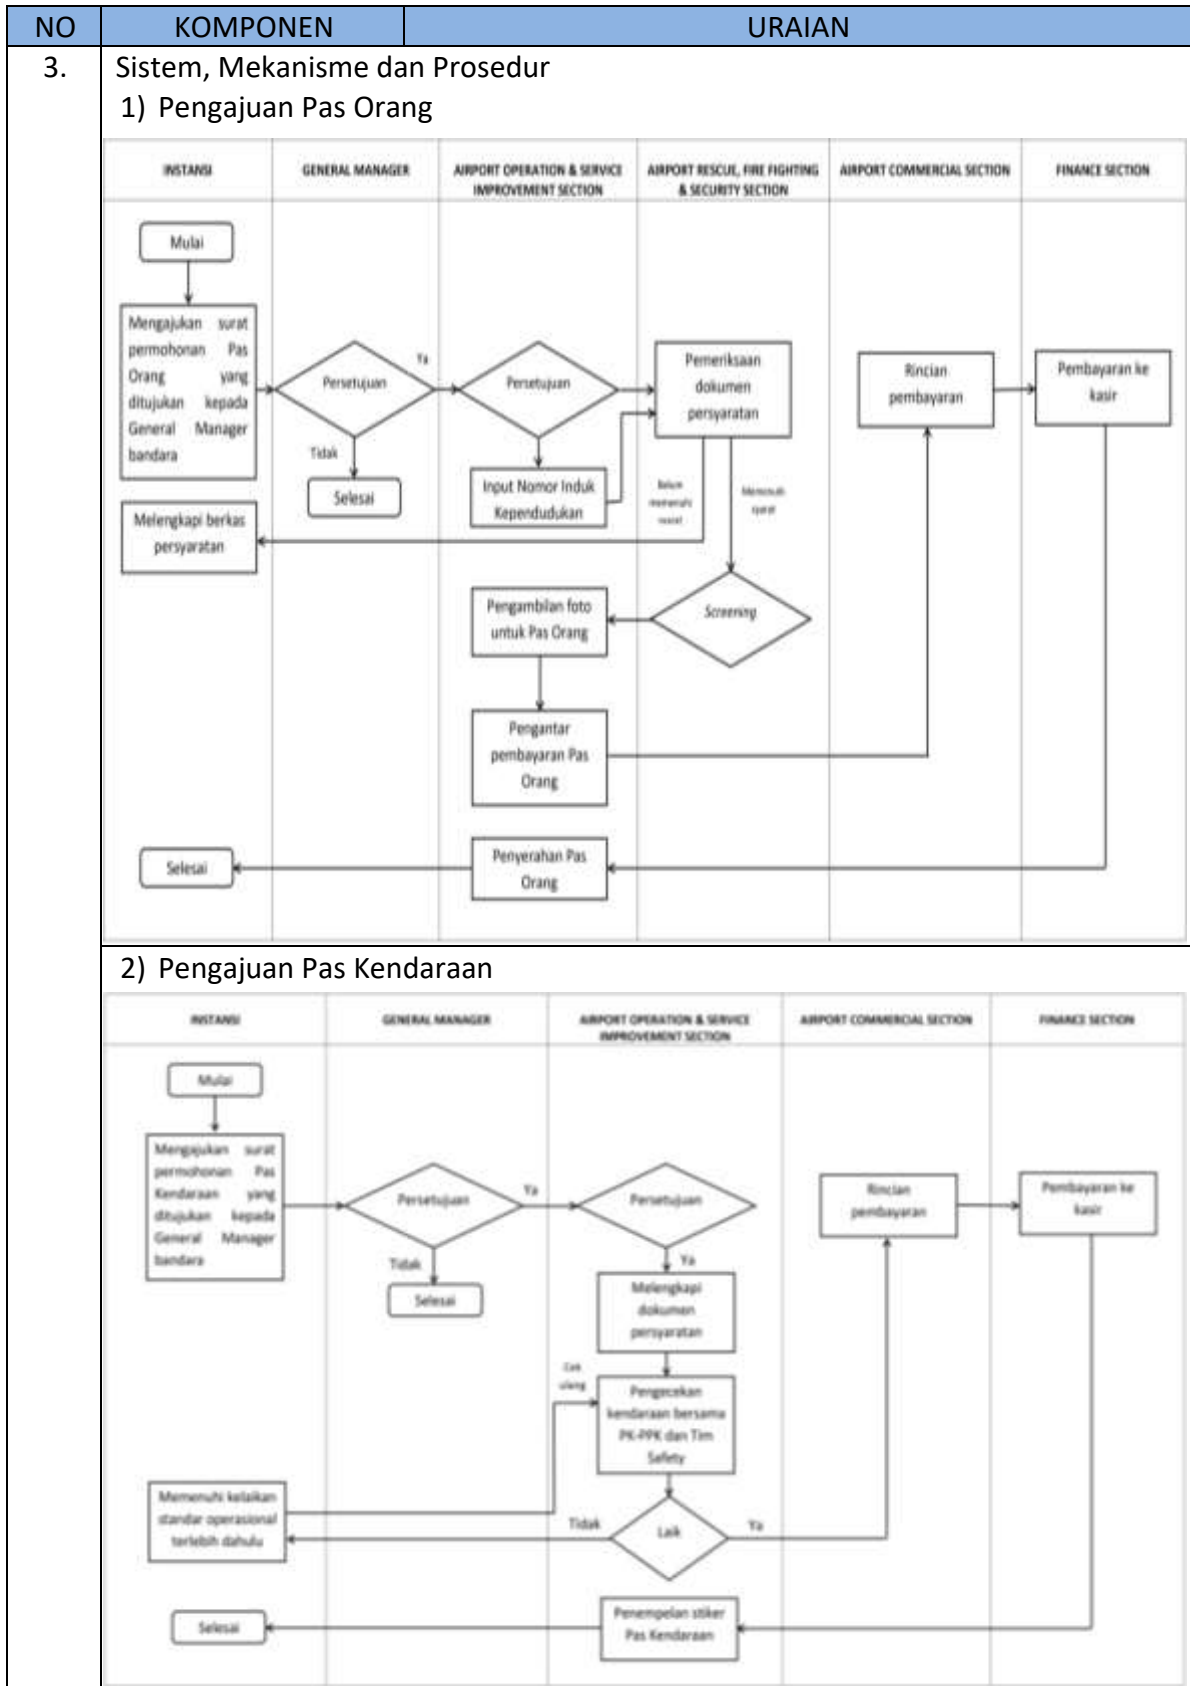 NO KOMPONEN URAIAN
3. Sistem, Mekanisme dan Prosedur
1) Pengajuan Pas Orang
INSTANSI
GENERAL MANAGER
AIRPORT OPERATION & SERVICE
IMPROVEMENT SECTION
AIRPORT RESCUE, FIRE FIGHTING
& SECURITY SECTION
AIRPORT COMMERCIAL SECTION
FINANCE SECTION
Mulai
Mengajukan surat
permohonan Pas
Orang yang
ditujukan kepada
General Manager
bandara
Persetujuan
Ya
Tidak
Selesai
Persetujuan
Input Nomor Induk
Kependudukan
Pemeriksaan
dokumen
persyaratan
Belum
memenuhi
syarat
Memenuhi
syarat
Rincian
pembayaran
Pembayaran ke
kasir
Melengkapi berkas
persyaratan
Screening
Pengambilan foto
untuk Pas Orang
Pengantar
pembayaran Pas
Orang
Penyerahan Pas
Orang
Selesai
2) Pengajuan Pas Kendaraan
INSTANSI
GENERAL MANAGER
AIRPORT OPERATION & SERVICE
IMPROVEMENT SECTION
AIRPORT COMMERCIAL SECTION
FINANCE SECTION
Mulai
Mengajukan surat
permohonan Pas
Kendaraan yang
ditujukan kepada
General Manager
bandara
Persetujuan
Ya
Tidak
Selesai
Persetujuan
Ya
Melengkapi
dokumen
persyaratan
Cek
ulang
Pengecekan
kendaraan bersama
PK-PPK dan Tim
Safety
Rincian
pembayaran
Pembayaran ke
kasir
Memenuhi kelaikan
standar operasional
terlebih dahulu
Tidak
Laik
Ya
Penempelan stiker
Pas Kendaraan
Selesai